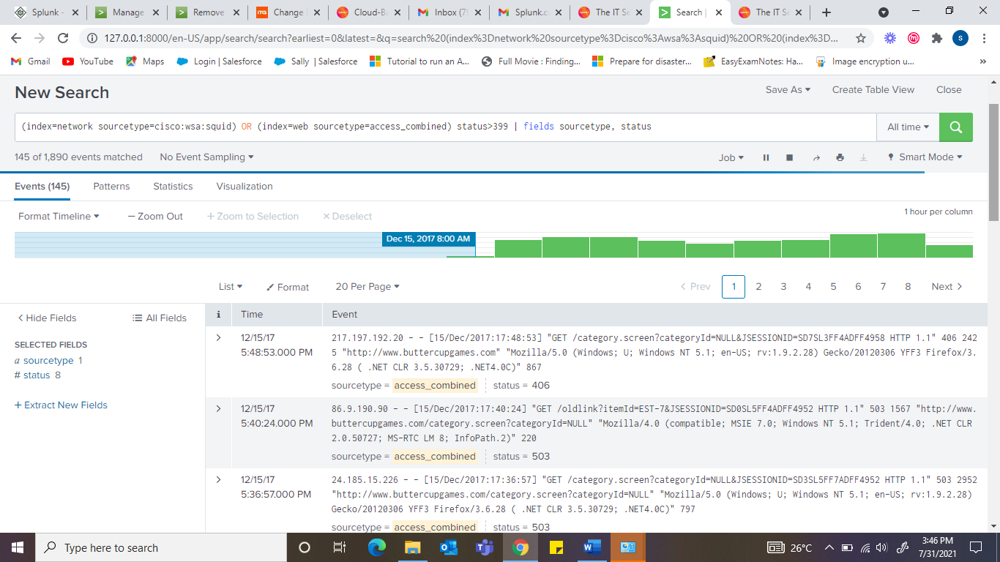 Splunk -
Manage
Remove
ITG Change
Cloud-Ba
Inbox (75
Splunk.c
The IT Se
Search |
The IT Se
127.0.0.1:8000/en-US/app/search/search?earliest=0&latest=&q=search%20(index%3Dnetwork%20sourcetype%3Dcisco%3Awsa%3Asquid)%20OR%20(index%3D...
S
Gmail
YouTube
Maps
Login | Salesforce
Sally | Salesforce
Tutorial to run an A...
Full Movie : Finding...
Prepare for disaster...
EasyExamNotes: Ha...
Image encryption u...
»
New Search
Save As
Create Table View
Close
(index=network sourcetype=cisco:wsa:squid) OR (index=web sourcetype=access_combined) status>399 | fields sourcetype, status
All time
145 of 1,890 events matched
No Event Sampling
Job
Smart Mode
Events (145)
Patterns
Statistics
Visualization
Format Timeline
— Zoom Out
+ Zoom to Selection
× Deselect
1 hour per column
Dec 15, 2017 8:00 AM
List
Format
20 Per Page
< Prev
1
2
3
4
5
6
7
8
Next >
< Hide Fields
All Fields
SELECTED FIELDS
a sourcetype 1
# status 8
+ Extract New Fields
i
Time
Event
>
12/15/17
5:48:53.000 PM
217.197.192.20 - - [15/Dec/2017:17:48:53] "GET /category.screen?categoryId=NULL&JSESSIONID=SD7SL3FF4ADFF4958 HTTP 1.1" 406 242
5 "http://www.buttercupgames.com" "Mozilla/5.0 (Windows; U; Windows NT 5.1; en-US; rv:1.9.2.28) Gecko/20120306 YFF3 Firefox/3.
6.28 ( .NET CLR 3.5.30729; .NET4.0C)" 867
sourcetype = access_combined
status = 406
>
12/15/17
5:40:24.000 PM
86.9.190.90 - - [15/Dec/2017:17:40:24] "GET /oldlink?itemId=EST-7&JSESSIONID=SD0SL5FF4ADFF4952 HTTP 1.1" 503 1567 "http://www.
buttercupgames.com/category.screen?categoryId=NULL" "Mozilla/4.0 (compatible; MSIE 7.0; Windows NT 5.1; Trident/4.0; .NET CLR
2.0.50727; MS-RTC LM 8; InfoPath.2)" 220
sourcetype = access_combined
status = 503
>
12/15/17
5:36:57.000 PM
24.185.15.226 - - [15/Dec/2017:17:36:57] "GET /category.screen?categoryId=NULL&JSESSIONID=SD3SL5FF7ADFF4952 HTTP 1.1" 503 2952
"http://www.buttercupgames.com/category.screen?categoryId=NULL" "Mozilla/5.0 (Windows; U; Windows NT 5.1; en-US; rv:1.9.2.28)
Gecko/20120306 YFF3 Firefox/3.6.28 ( .NET CLR 3.5.30729; .NET4.0C)" 797
sourcetype = access_combined
status = 503
Type here to search
26°C
3:46 PM
7/31/2021